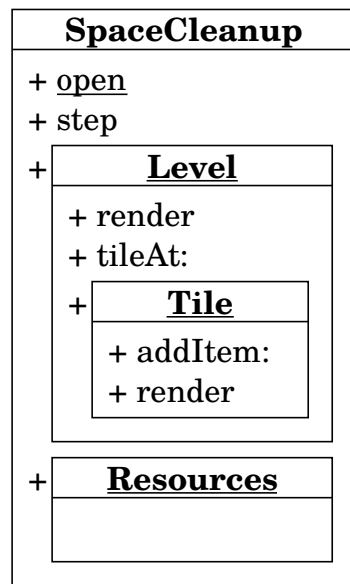 SpaceCleanup
+ open
+ step
+ Level
+ render
+ tileAt:
+ Tile
+ addItem:
+ render
+ Resources